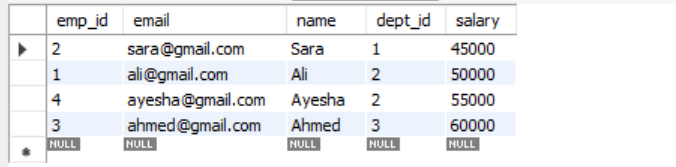 emp_id email name dept_id salary
2 sara@gmail.com Sara 1 45000
1 ali@gmail.com Ali 2 50000
4 ayesha@gmail.com Ayesha 2 55000
3 ahmed@gmail.com Ahmed 3 60000
NULL NULL NULL NULL NULL